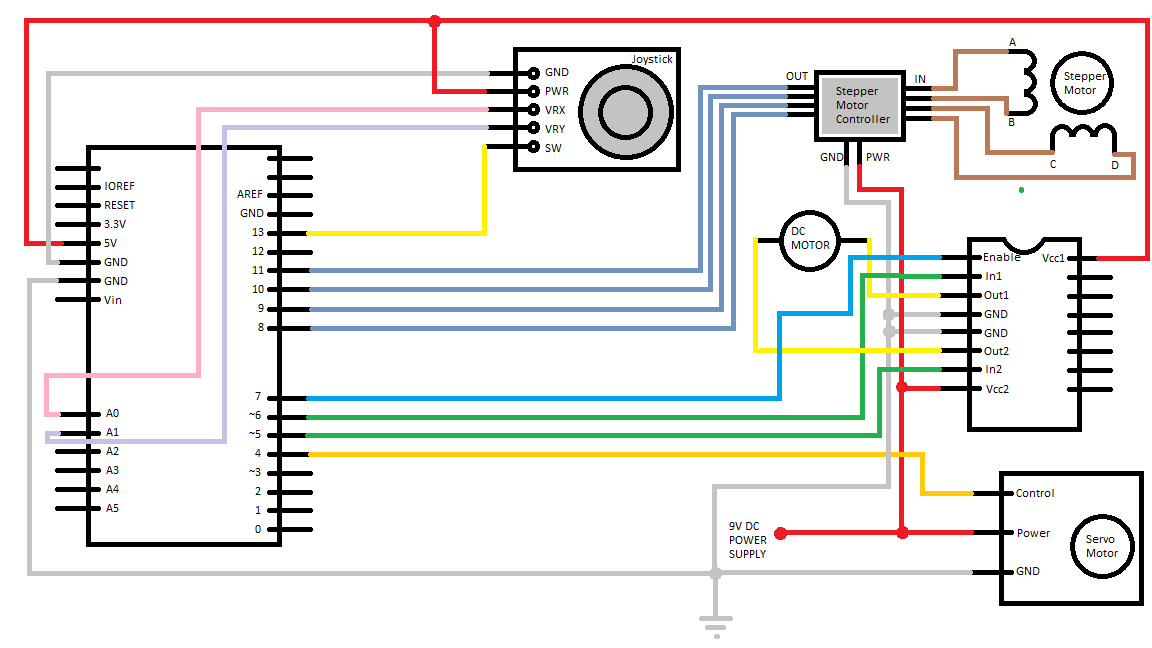 Joystick
GND
PWR
VRX
VRY
SW
OUT
IN
Stepper
Motor
Controller
GND
PWR
A
B
C
D
Stepper
Motor
IOREF
RESET
3.3V
5V
GND
GND
Vin
A0
A1
A2
A3
A4
A5
AREF
GND
13
12
11
10
9
8
7
~6
~5
4
~3
2
1
0
DC
MOTOR
Enable
In1
Out1
GND
GND
Out2
In2
Vcc2
Vcc1
9V DC
POWER
SUPPLY
Control
Power
GND
Servo
Motor